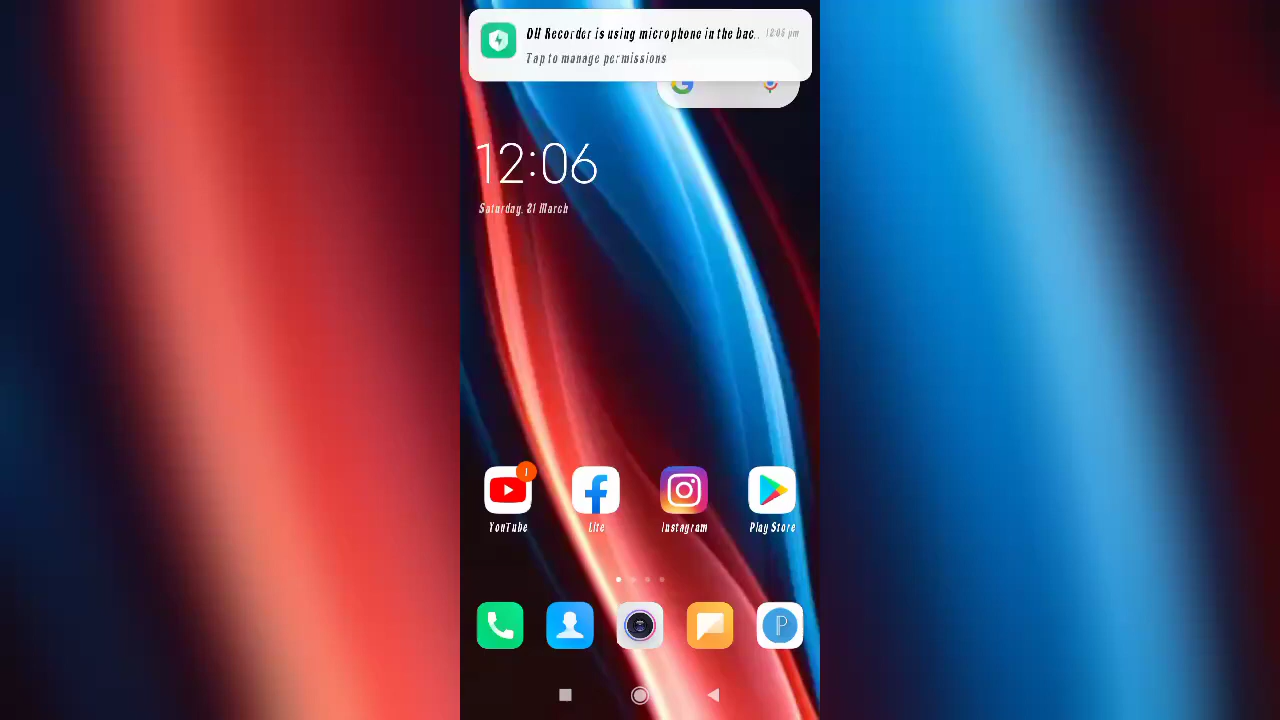 DU Recorder is using microphone in the bac..
12:06 pm
Tap to manage permissions
12:06
Saturday, 21 March
1
YouTube
Lite
Instagram
Play Store
P